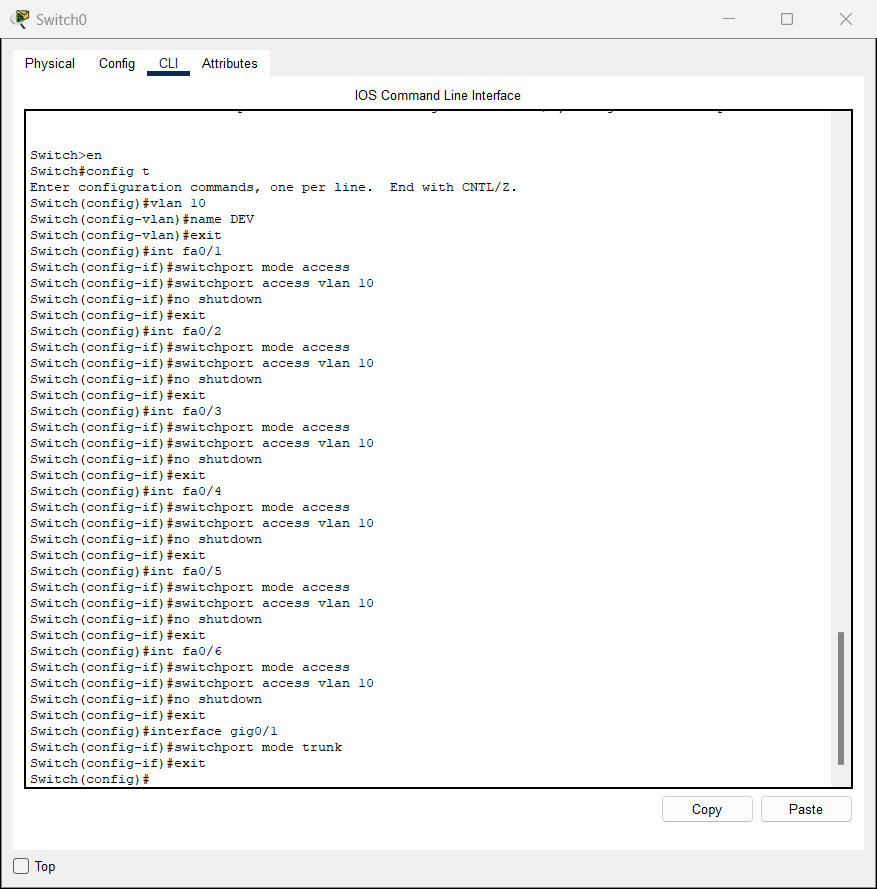 Switch0
Physical Config CLI Attributes
IOS Command Line Interface
Switch>en
Switch#config t
Enter configuration commands, one per line.  End with CNTL/Z.
Switch(config)#vlan 10
Switch(config-vlan)#name DEV
Switch(config-vlan)#exit
Switch(config)#int fa0/1
Switch(config-if)#switchport mode access
Switch(config-if)#switchport access vlan 10
Switch(config-if)#no shutdown
Switch(config-if)#exit
Switch(config)#int fa0/2
Switch(config-if)#switchport mode access
Switch(config-if)#switchport access vlan 10
Switch(config-if)#no shutdown
Switch(config-if)#exit
Switch(config)#int fa0/3
Switch(config-if)#switchport mode access
Switch(config-if)#switchport access vlan 10
Switch(config-if)#no shutdown
Switch(config-if)#exit
Switch(config)#int fa0/4
Switch(config-if)#switchport mode access
Switch(config-if)#switchport access vlan 10
Switch(config-if)#no shutdown
Switch(config-if)#exit
Switch(config)#int fa0/5
Switch(config-if)#switchport mode access
Switch(config-if)#switchport access vlan 10
Switch(config-if)#no shutdown
Switch(config-if)#exit
Switch(config)#int fa0/6
Switch(config-if)#switchport mode access
Switch(config-if)#switchport access vlan 10
Switch(config-if)#no shutdown
Switch(config-if)#exit
Switch(config)#interface gig0/1
Switch(config-if)#switchport mode trunk
Switch(config-if)#exit
Switch(config)#
Copy Paste
Top